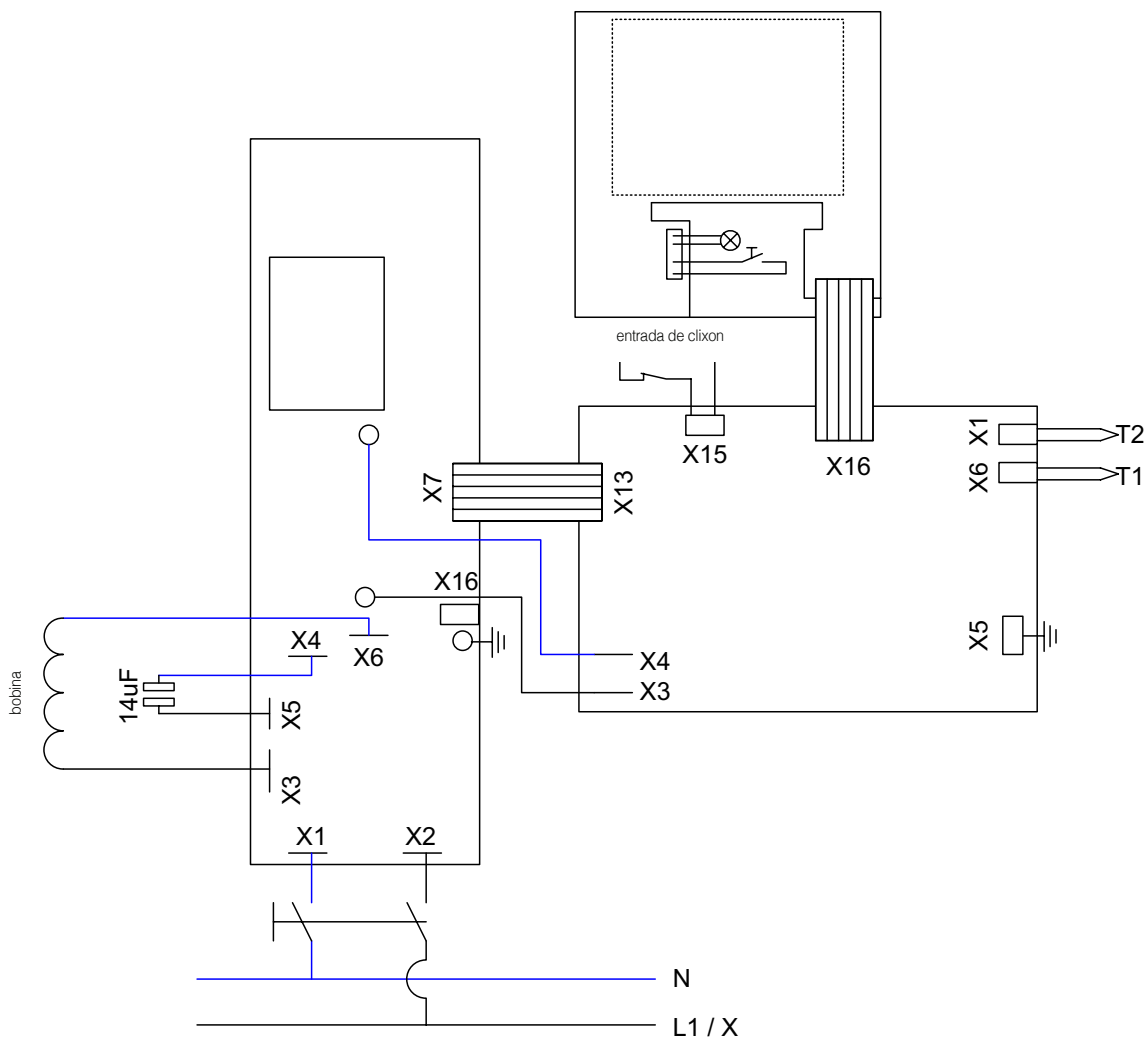 entrada de clixon
X15
X16
X1
T2
X6
T1
X7
X13
X16
X5
X4
X6
X4
X3
bobina
14uF
X5
X3
X1
X2
N
L1 / X